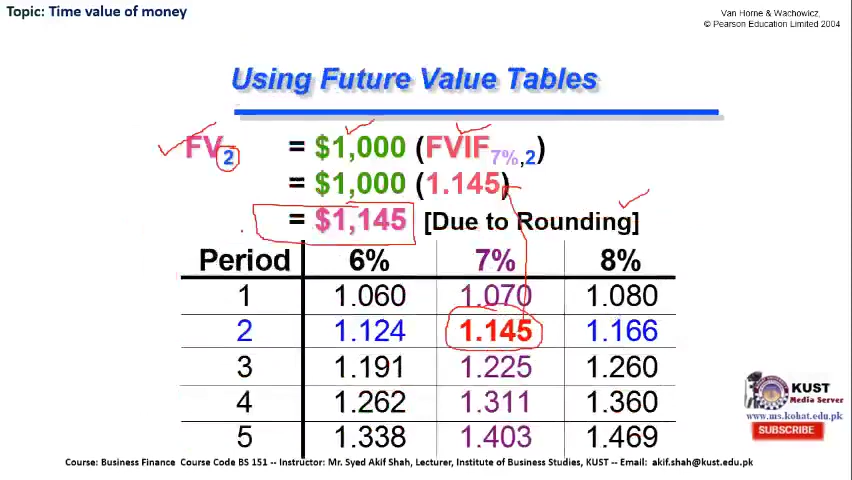 Topic: Time value of money
Van Horne & Wachowicz,
© Pearson Education Limited 2004
Using Future Value Tables
FV2 = $1,000 (FVIF7%,2)
= $1,000 (1.145)
= $1,145 [Due to Rounding]
Period 6% 7% 8%
1 1.060 1.070 1.080
2 1.124 1.145 1.166
3 1.191 1.225 1.260
4 1.262 1.311 1.360
5 1.338 1.403 1.469
KUST
Media Server
www.ms.kohat.edu.pk
SUBSCRIBE
Course: Business Finance Course Code BS 151 -- Instructor: Mr. Syed Akif Shah, Lecturer, Institute of Business Studies, KUST -- Email: akif.shah@kust.edu.pk